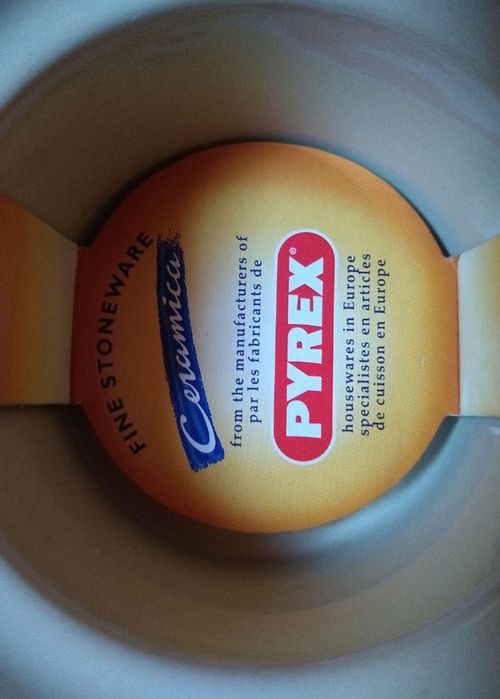 FINE STONEWARE
Ceramica
from the manufacturers of
par les fabricants de
PYREX®
housewares in Europe
specialistes en articles
de cuisson en Europe